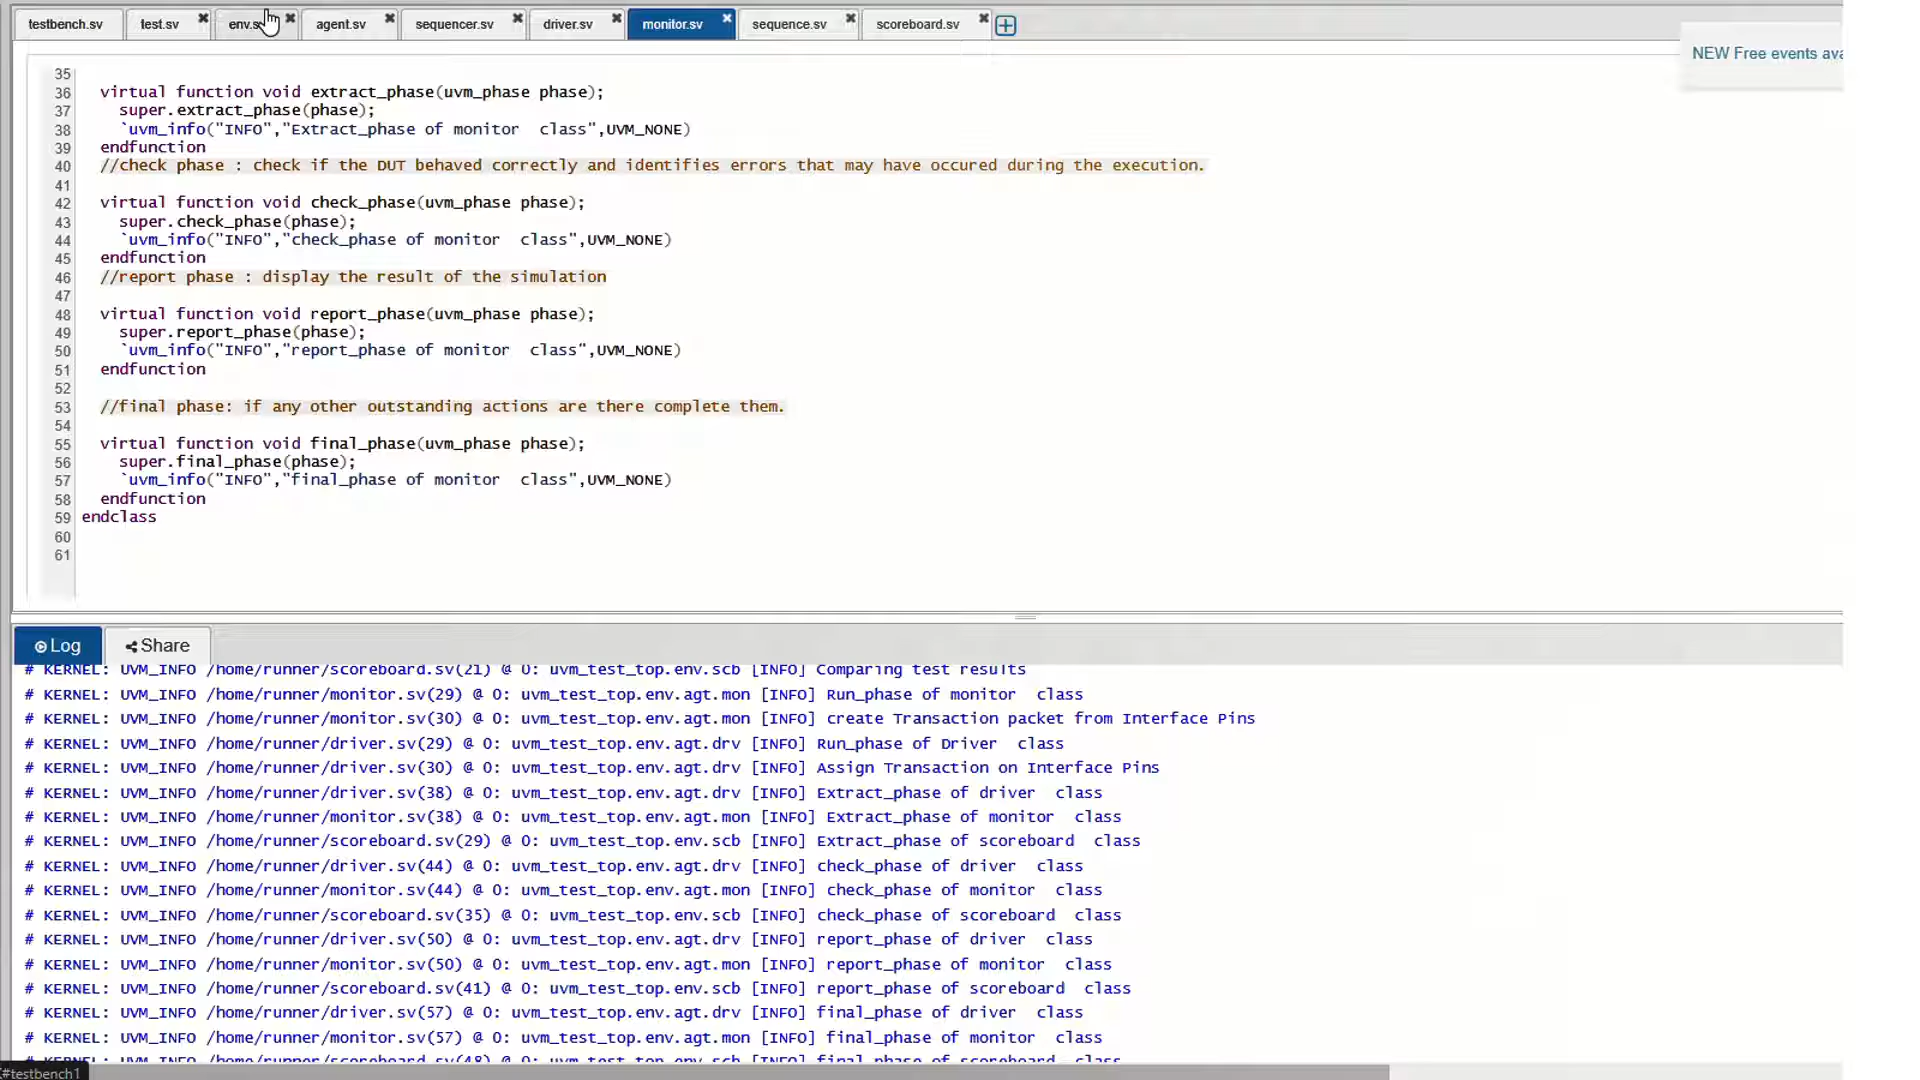 testbench.sv test.sv env.sv agent.sv sequencer.sv driver.sv monitor.sv sequence.sv scoreboard.sv
NEW Free events ava
35
36 virtual function void extract_phase(uvm_phase phase);
37 super.extract_phase(phase);
38 `uvm_info("INFO","Extract_phase of monitor  class",UVM_NONE)
39 endfunction
40 //check phase : check if the DUT behaved correctly and identifies errors that may have occured during the execution.
41
42 virtual function void check_phase(uvm_phase phase);
43 super.check_phase(phase);
44 `uvm_info("INFO","check_phase of monitor  class",UVM_NONE)
45 endfunction
46 //report phase : display the result of the simulation
47
48 virtual function void report_phase(uvm_phase phase);
49 super.report_phase(phase);
50 `uvm_info("INFO","report_phase of monitor  class",UVM_NONE)
51 endfunction
52
53 //final phase: if any other outstanding actions are there complete them.
54
55 virtual function void final_phase(uvm_phase phase);
56 super.final_phase(phase);
57 `uvm_info("INFO","final_phase of monitor  class",UVM_NONE)
58 endfunction
59 endclass
60
61
Log Share
# KERNEL: UVM_INFO /home/runner/scoreboard.sv(21) @ 0: uvm_test_top.env.scb [INFO] Comparing test results
# KERNEL: UVM_INFO /home/runner/monitor.sv(29) @ 0: uvm_test_top.env.agt.mon [INFO] Run_phase of monitor  class
# KERNEL: UVM_INFO /home/runner/monitor.sv(30) @ 0: uvm_test_top.env.agt.mon [INFO] create Transaction packet from Interface Pins
# KERNEL: UVM_INFO /home/runner/driver.sv(29) @ 0: uvm_test_top.env.agt.drv [INFO] Run_phase of Driver  class
# KERNEL: UVM_INFO /home/runner/driver.sv(30) @ 0: uvm_test_top.env.agt.drv [INFO] Assign Transaction on Interface Pins
# KERNEL: UVM_INFO /home/runner/driver.sv(38) @ 0: uvm_test_top.env.agt.drv [INFO] Extract_phase of driver  class
# KERNEL: UVM_INFO /home/runner/monitor.sv(38) @ 0: uvm_test_top.env.agt.mon [INFO] Extract_phase of monitor  class
# KERNEL: UVM_INFO /home/runner/scoreboard.sv(29) @ 0: uvm_test_top.env.scb [INFO] Extract_phase of scoreboard  class
# KERNEL: UVM_INFO /home/runner/driver.sv(44) @ 0: uvm_test_top.env.agt.drv [INFO] check_phase of driver  class
# KERNEL: UVM_INFO /home/runner/monitor.sv(44) @ 0: uvm_test_top.env.agt.mon [INFO] check_phase of monitor  class
# KERNEL: UVM_INFO /home/runner/scoreboard.sv(35) @ 0: uvm_test_top.env.scb [INFO] check_phase of scoreboard  class
# KERNEL: UVM_INFO /home/runner/driver.sv(50) @ 0: uvm_test_top.env.agt.drv [INFO] report_phase of driver  class
# KERNEL: UVM_INFO /home/runner/monitor.sv(50) @ 0: uvm_test_top.env.agt.mon [INFO] report_phase of monitor  class
# KERNEL: UVM_INFO /home/runner/scoreboard.sv(41) @ 0: uvm_test_top.env.scb [INFO] report_phase of scoreboard  class
# KERNEL: UVM_INFO /home/runner/driver.sv(57) @ 0: uvm_test_top.env.agt.drv [INFO] final_phase of driver  class
# KERNEL: UVM_INFO /home/runner/monitor.sv(57) @ 0: uvm_test_top.env.agt.mon [INFO] final_phase of monitor  class
# KERNEL: UVM_INFO /home/runner/scoreboard.sv(48) @ 0: uvm_test_top.env.scb [INFO] final_phase of scoreboard  class
#testbench1